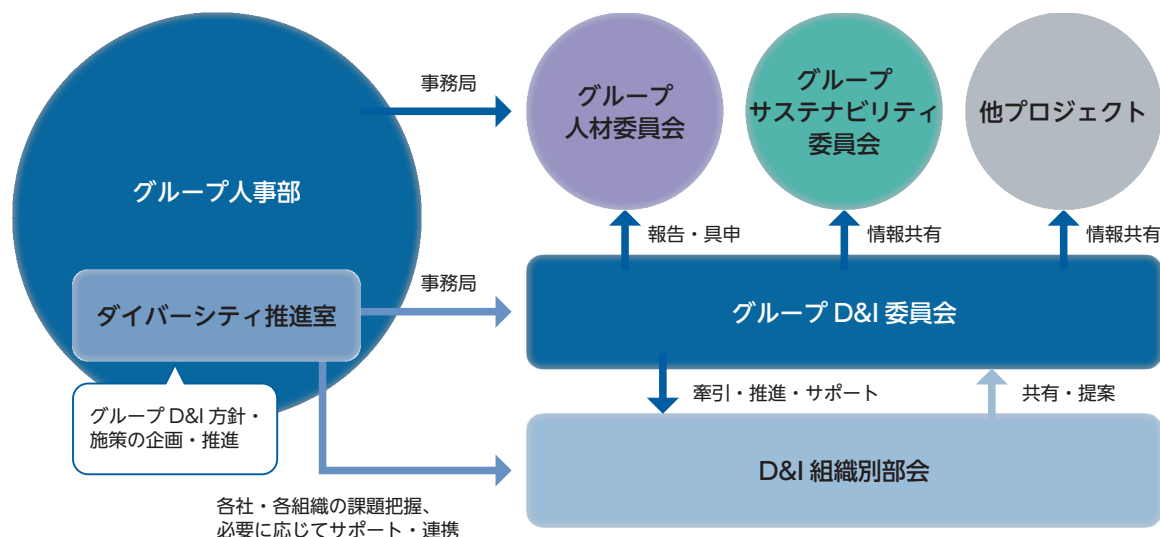 事務局
グループ
人材委員会
グループ
サステナビリティ
委員会
他プロジェクト
グループ人事部
報告・具申
情報共有
情報共有
事務局
ダイバーシティ推進室
グループ D&I 委員会
グループ D&I 方針・
施策の企画・推進
牽引・推進・サポート
共有・提案
D&I 組織別部会
各社・各組織の課題把握、
必要に応じてサポート・連携